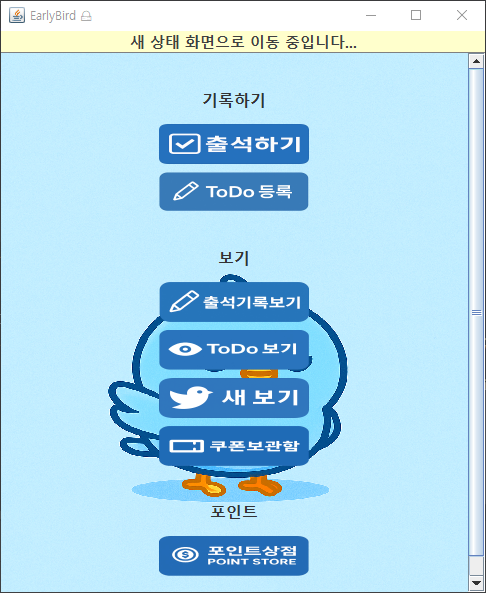 EarlyBird
새 상태 화면으로 이동 중입니다...
기록하기
출석하기
ToDo 등록
보기
출석기록보기
ToDo 보기
새 보기
쿠폰보관함
포인트
포인트상점
POINT STORE